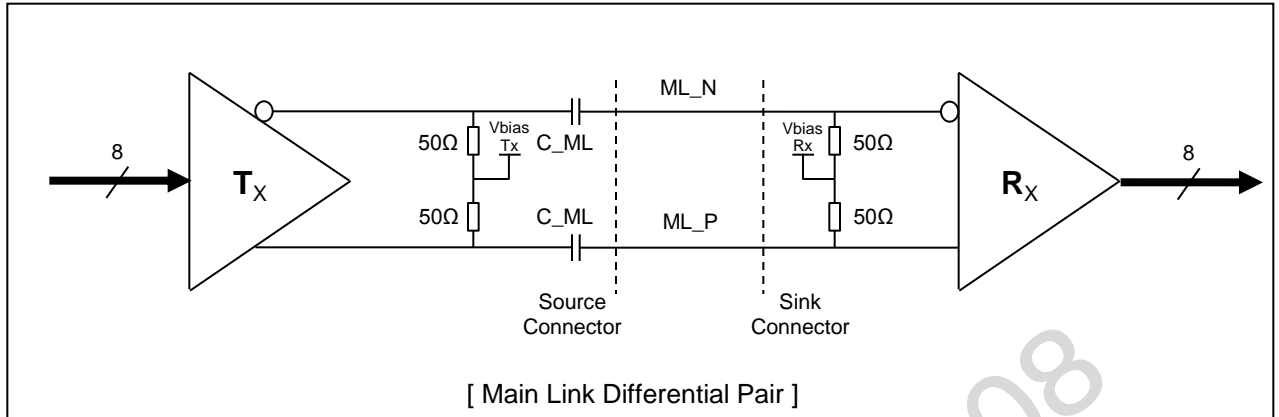 ML_N
Vbias
Tx
C_ML
50Ω
Vbias
Rx
50Ω
8
TX
RX
8
50Ω
C_ML
ML_P
50Ω
Source
Connector
Sink
Connector
[ Main Link Differential Pair ]
08